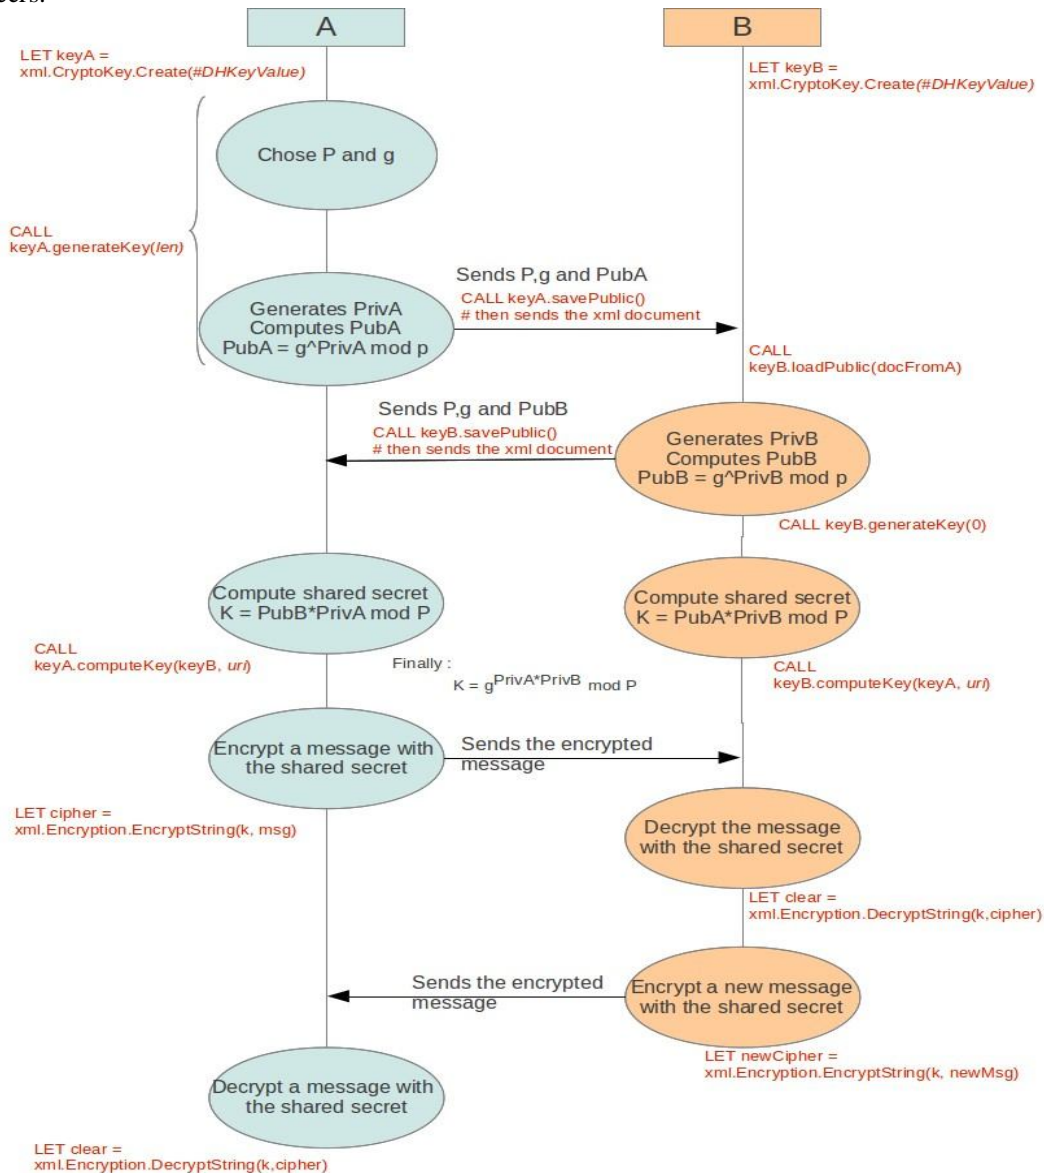 A
B
LET keyA =
xml.CryptoKey.Create(#DHKeyValue)
LET keyB =
xml.CryptoKey.Create(#DHKeyValue)
Chose P and g
CALL
keyA.generateKey(len)
Sends P,g and PubA
CALL keyA.savePublic()
# then sends the xml document
Generates PrivA
Computes PubA
PubA = g^PrivA mod p
CALL
keyB.loadPublic(docFromA)
Sends P,g and PubB
CALL keyB.savePublic()
# then sends the xml document
Generates PrivB
Computes PubB
PubB = g^PrivB mod p
CALL keyB.generateKey(0)
Compute shared secret
K = PubB*PrivA mod P
Compute shared secret
K = PubA*PrivB mod P
CALL
keyA.computeKey(keyB, uri)
Finally :
K = g^PrivA*PrivB mod P
CALL
keyB.computeKey(keyA, uri)
Encrypt a message with
the shared secret
Sends the encrypted
message
LET cipher =
xml.Encryption.EncryptString(k, msg)
Decrypt the message
with the shared secret
LET clear =
xml.Encryption.DecryptString(k,cipher)
Sends the encrypted
message
Encrypt a new message
with the shared secret
LET newCipher =
xml.Encryption.EncryptString(k, newMsg)
Decrypt a message with
the shared secret
LET clear =
xml.Encryption.DecryptString(k,cipher)